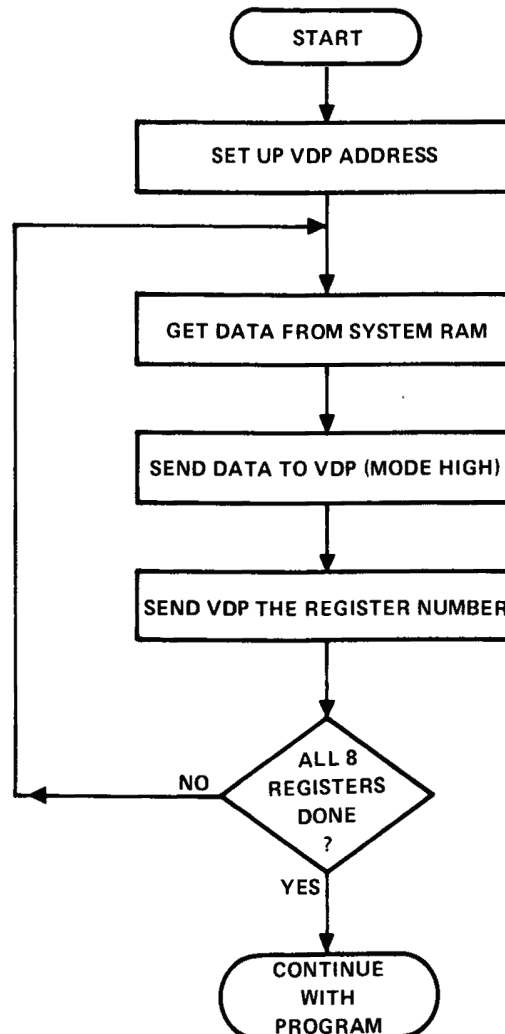 START
SET UP VDP ADDRESS
GET DATA FROM SYSTEM RAM
SEND DATA TO VDP (MODE HIGH)
SEND VDP THE REGISTER NUMBER
ALL 8
REGISTERS
DONE
?
NO
YES
CONTINUE
WITH
PROGRAM